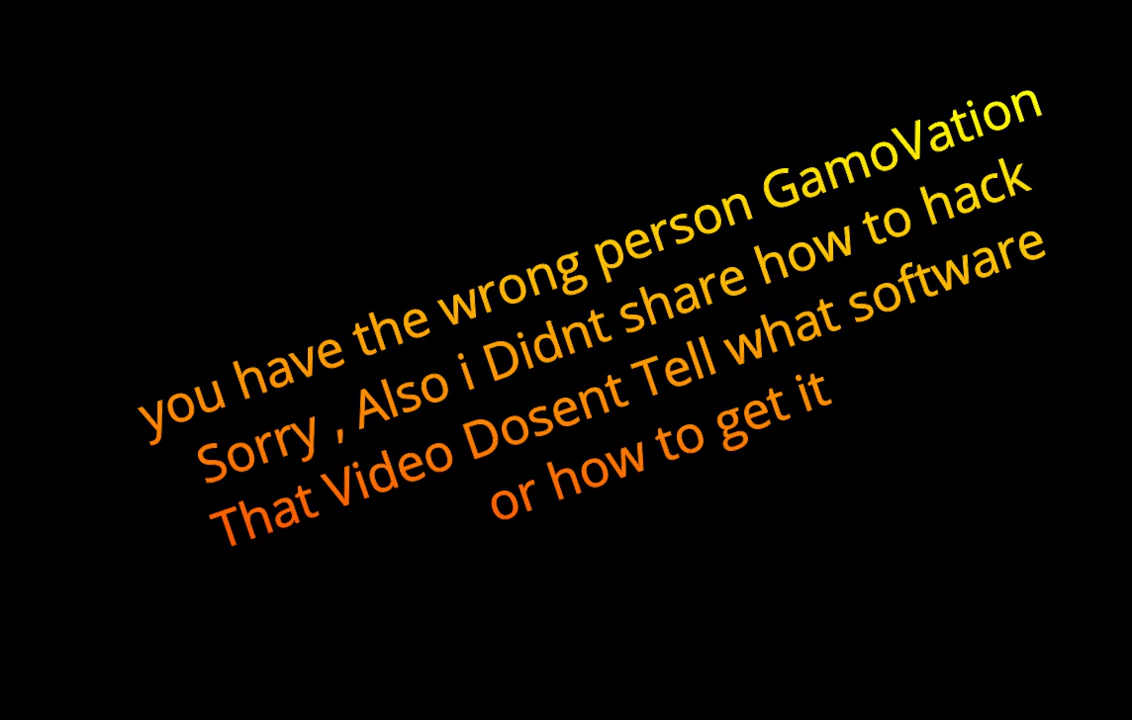 you have the wrong person GamoVation
Sorry , Also i Didnt share how to hack
That Video Dosent Tell what software
or how to get it